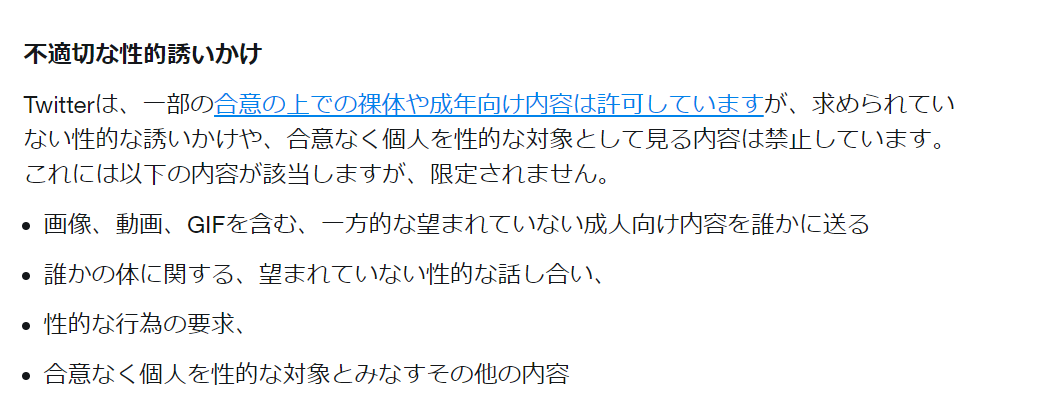 不適切な性的誘いかけ
Twitterは、一部の合意の上での裸体や成年向け内容は許可していますが、求められてい
ない性的な誘いかけや、合意なく個人を性的な対象として見る内容は禁止しています。
これには以下の内容が該当しますが、限定されません。
• 画像、動画、GIFを含む、一方的な望まれていない成人向け内容を誰かに送る
• 誰かの体に関する、望まれていない性的な話し合い、
• 性的な行為の要求、
• 合意なく個人を性的な対象とみなすその他の内容